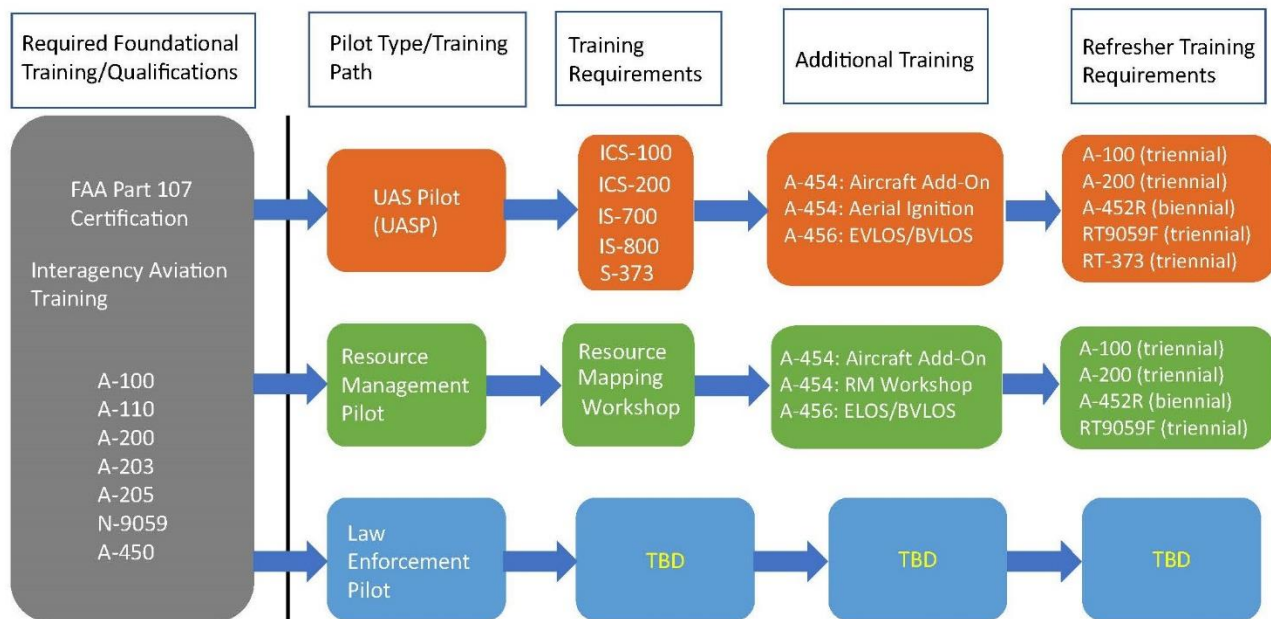 Required Foundational
Training/Qualifications
Pilot Type/Training
Path
Training
Requirements
Additional Training
Refresher Training
Requirements
FAA Part 107
Certification
Interagency Aviation
Training
A-100
A-110
A-200
A-203
A-205
N-9059
A-450
UAS Pilot
(UASP)
ICS-100
ICS-200
IS-700
IS-800
S-373
A-454: Aircraft Add-On
A-454: Aerial Ignition
A-456: EVLOS/BVLOS
A-100 (triennial)
A-200 (triennial)
A-452R (biennial)
RT9059F (triennial)
RT-373 (triennial)
Resource
Management
Pilot
Resource
Mapping
Workshop
A-454: Aircraft Add-On
A-454: RM Workshop
A-456: ELOS/BVLOS
A-100 (triennial)
A-200 (triennial)
A-452R (biennial)
RT9059F (triennial)
Law
Enforcement
Pilot
TBD
TBD
TBD